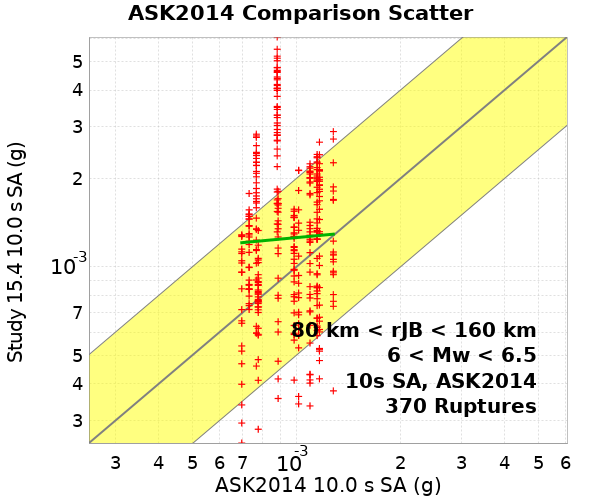 ASK2014 Comparison Scatter
Study 15.4 10.0 s SA (g)
5
4
3
2
10-3
7
5
4
3
80 km < rJB < 160 km
6 < Mw < 6.5
10s SA, ASK2014
370 Ruptures
3 4 5 6 7 10-3 2 3 4 5 6
ASK2014 10.0 s SA (g)